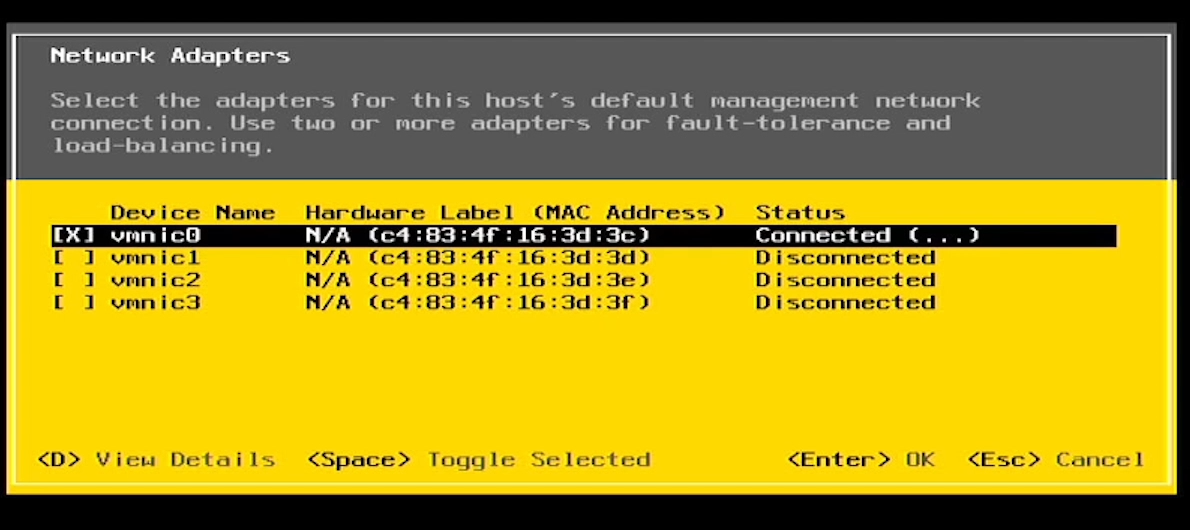 Network Adapters
Select the adapters for this host's default management network
connection. Use two or more adapters for fault-tolerance and
load-balancing.
Device Name Hardware Label (MAC Address) Status
[X] vmnic0 N/A (c4:83:4f:16:3d:3c) Connected (...)
[ ] vmnic1 N/A (c4:83:4f:16:3d:3d) Disconnected
[ ] vmnic2 N/A (c4:83:4f:16:3d:3e) Disconnected
[ ] vmnic3 N/A (c4:83:4f:16:3d:3f) Disconnected
<D> View Details <Space> Toggle Selected <Enter> OK <Esc> Cancel